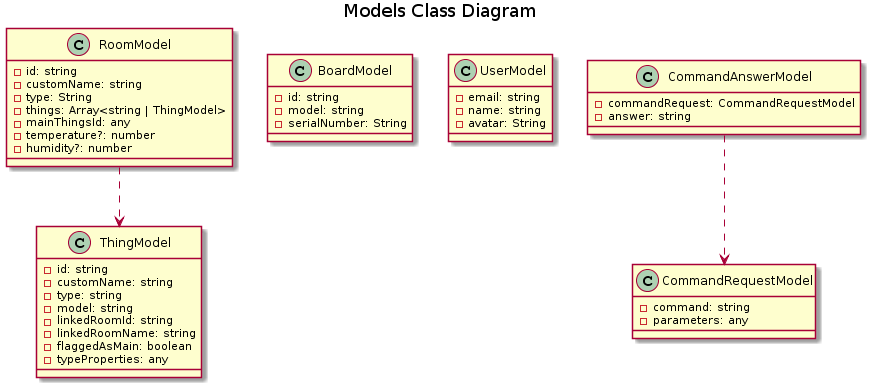 Models Class Diagram
C RoomModel
id: string
customName: string
type: String
things: Array<string | ThingModel>
mainThingsId: any
temperature?: number
humidity?: number
C BoardModel
id: string
model: string
serialNumber: String
C UserModel
email: string
name: string
avatar: String
C CommandAnswerModel
commandRequest: CommandRequestModel
answer: string
C ThingModel
id: string
customName: string
type: string
model: string
linkedRoomId: string
linkedRoomName: string
flaggedAsMain: boolean
typeProperties: any
C CommandRequestModel
command: string
parameters: any